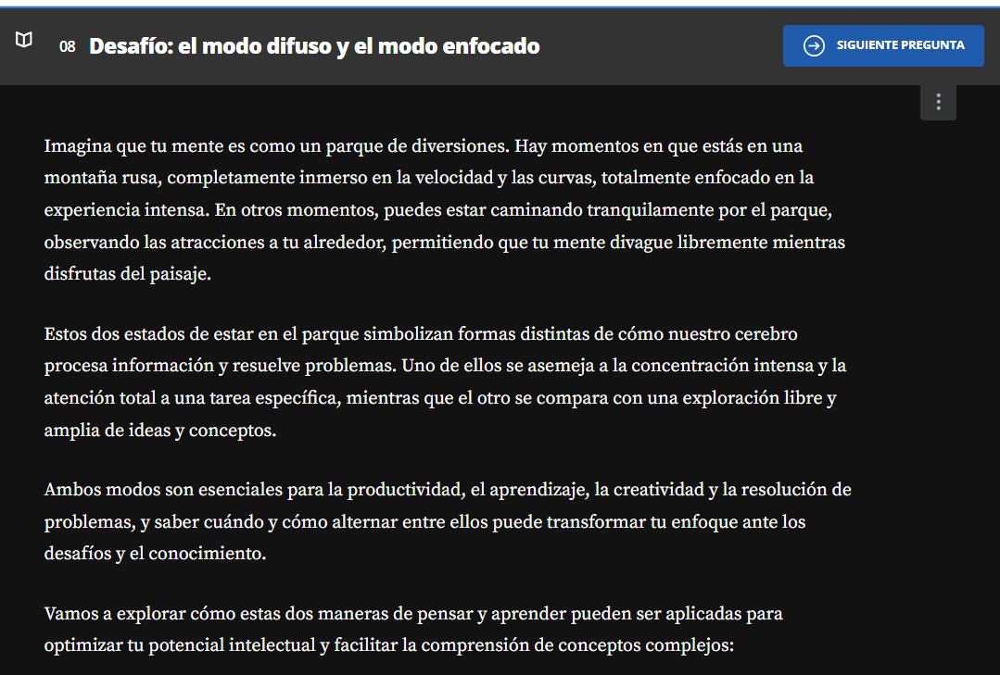 08 Desafío: el modo difuso y el modo enfocado
SIGUIENTE PREGUNTA
Imagina que tu mente es como un parque de diversiones. Hay momentos en que estás en una
montaña rusa, completamente inmerso en la velocidad y las curvas, totalmente enfocado en la
experiencia intensa. En otros momentos, puedes estar caminando tranquilamente por el parque,
observando las atracciones a tu alrededor, permitiendo que tu mente divague libremente mientras
disfrutas del paisaje.
Estos dos estados de estar en el parque simbolizan formas distintas de cómo nuestro cerebro
procesa información y resuelve problemas. Uno de ellos se asemeja a la concentración intensa y la
atención total a una tarea específica, mientras que el otro se compara con una exploración libre y
amplia de ideas y conceptos.
Ambos modos son esenciales para la productividad, el aprendizaje, la creatividad y la resolución de
problemas, y saber cuándo y cómo alternar entre ellos puede transformar tu enfoque ante los
desafíos y el conocimiento.
Vamos a explorar cómo estas dos maneras de pensar y aprender pueden ser aplicadas para
optimizar tu potencial intelectual y facilitar la comprensión de conceptos complejos: